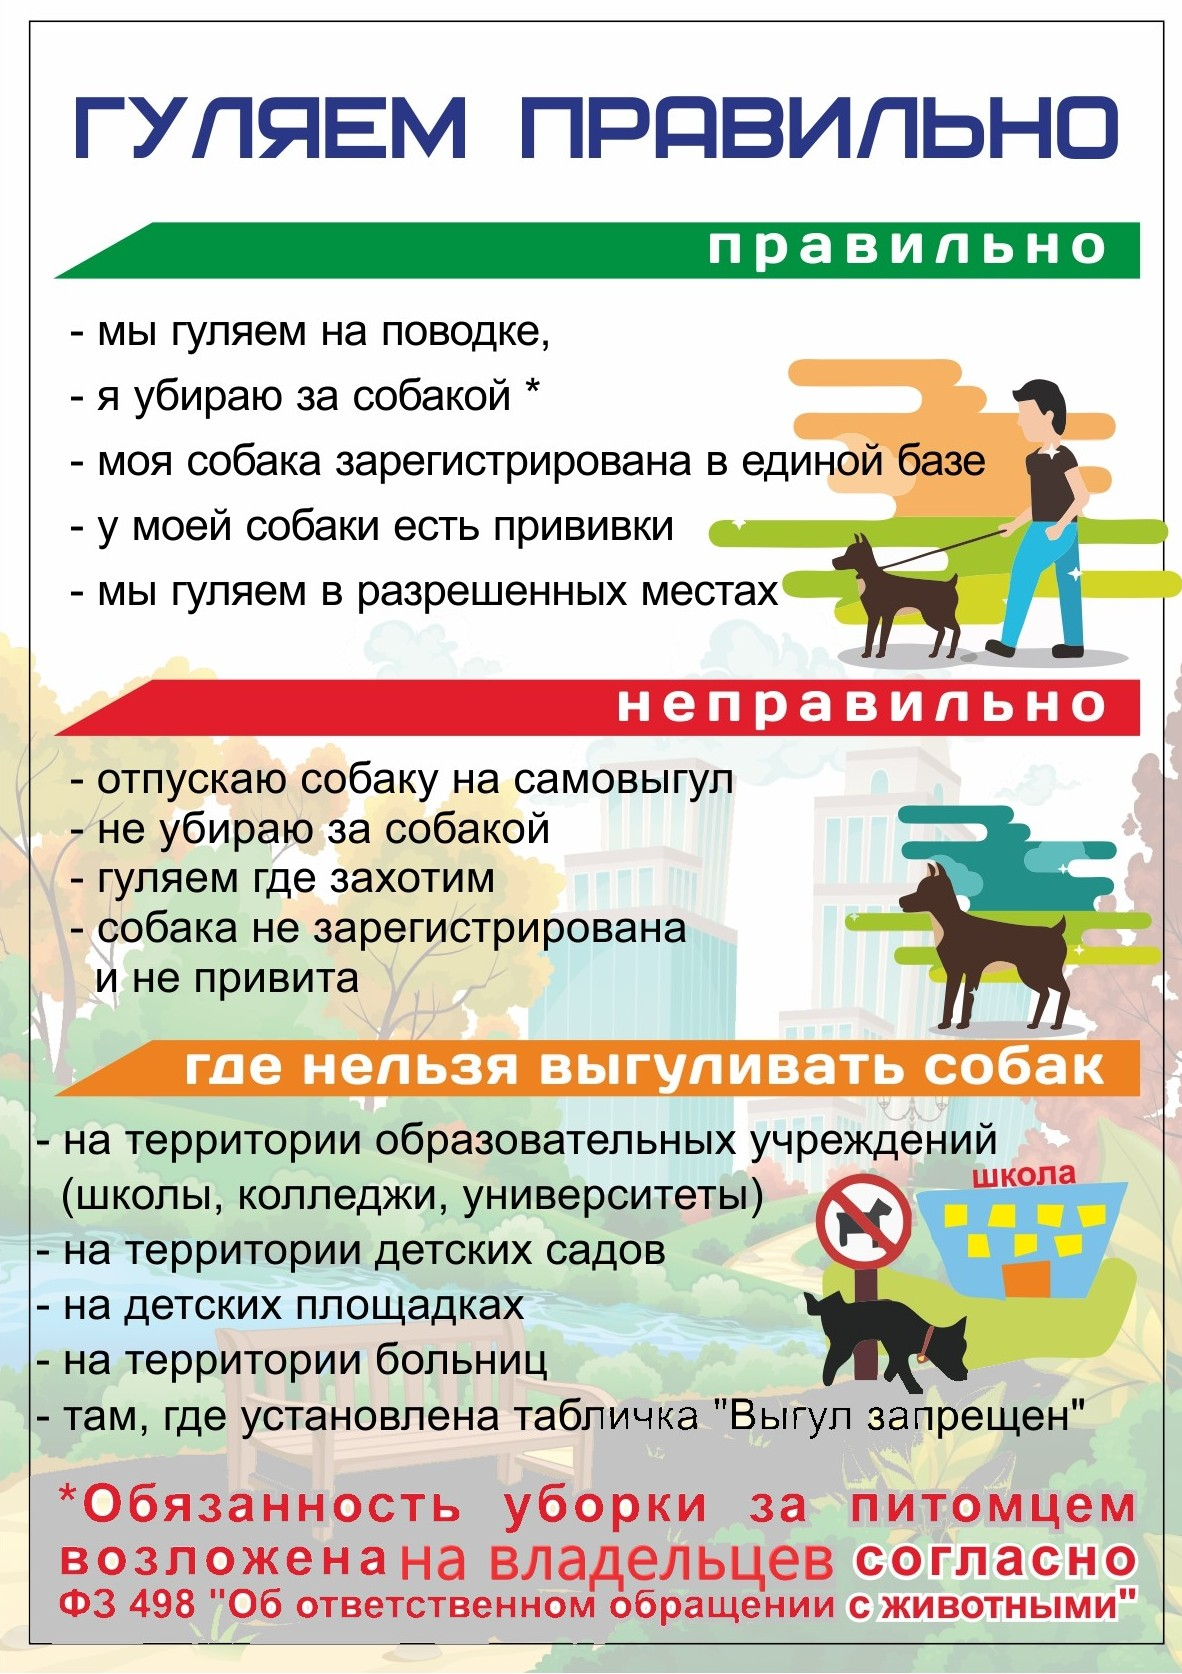 ГУЛЯЕМ ПРАВИЛЬНО
правильно
- мы гуляем на поводке,
- я убираю за собакой *
- моя собака зарегистрирована в единой базе
- у моей собаки есть прививки
- мы гуляем в разрешенных местах
неправильно
- отпускаю собаку на самовыгул
- не убираю за собакой
- гуляем где захотим
- собака не зарегистрирована
и не привита
где нельзя выгуливать собак
- на территории образовательных учреждений
(школы, колледжи, университеты)
школа
- на территории детских садов
- на детских площадках
- на территории больниц
- там, где установлена табличка "Выгул запрещен"
*Обязанность уборки за питомцем
возложена на владельцев согласно
ФЗ 498 "Об ответственном обращении с животными"